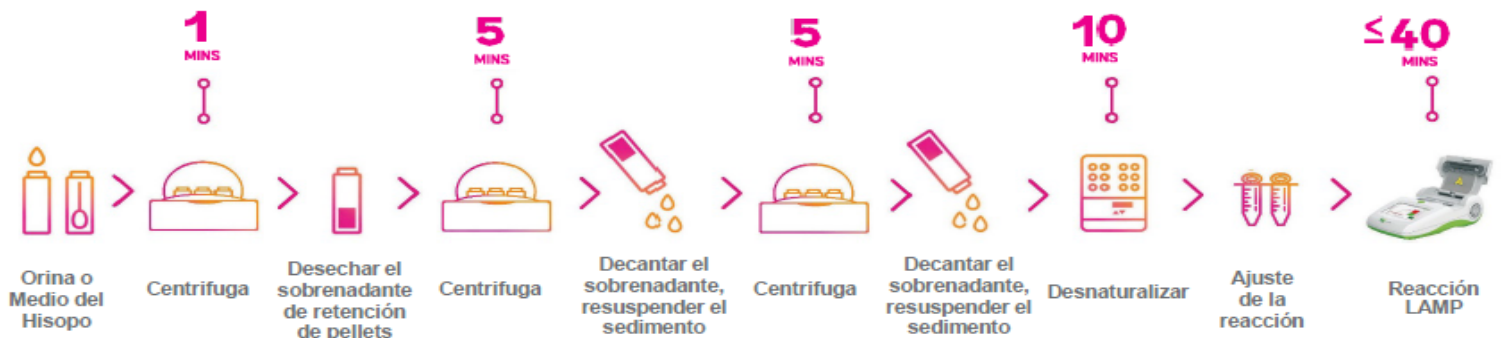 1
MINS
5
MINS
5
MINS
10
MINS
≤40
MINS
Orina o
Medio del
Hisopo
Centrifuga
Desechar el
sobrenadante
de retención
de pellets
Centrifuga
Decantar el
sobrenadante,
resuspender el
sedimento
Centrifuga
Decantar el
sobrenadante,
resuspender el
sedimento
Desnaturalizar
Ajuste
de la
reacción
Reacción
LAMP